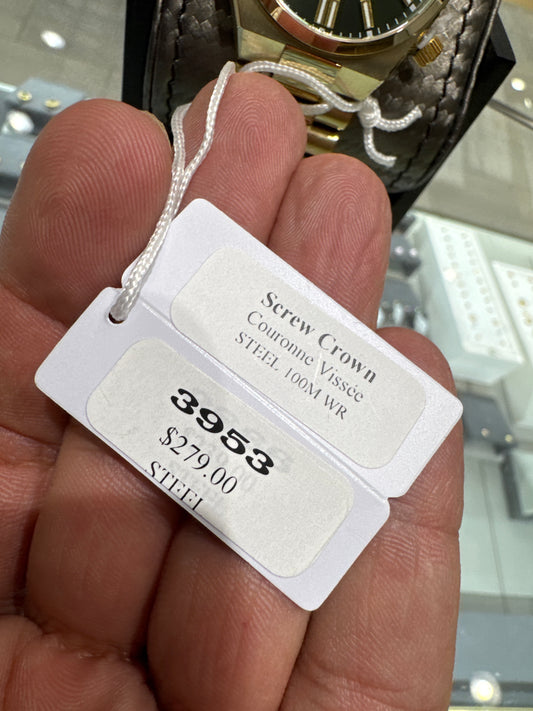 Screw Crown
Couronne Vissée
STEEL 100M WR
3953
$279.00
STEEL